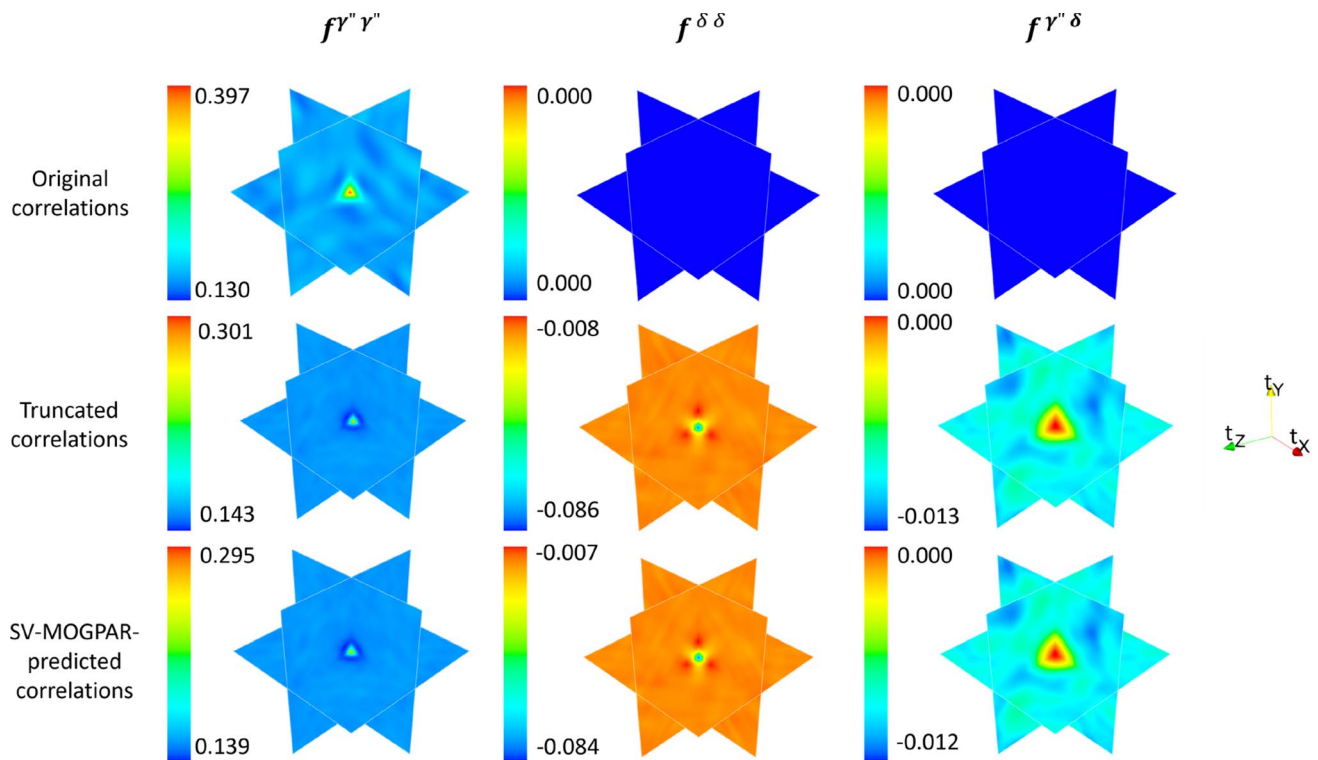 f^γ" γ" f^δ δ f^γ" δ
0.397 0.000 0.000
Original
correlations
0.130 0.000 0.000
0.301 -0.008 0.000
Truncated
correlations
t_Y
t_Z t_X
0.143 -0.086 -0.013
0.295 -0.007 0.000
SV-MOGPAR-
predicted
correlations
0.139 -0.084 -0.012